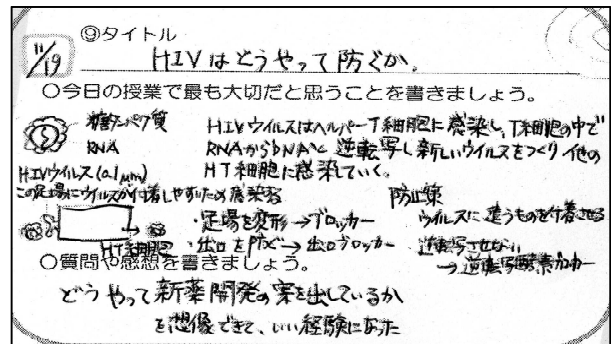 11/19
⑨タイトル
HIVはどうやって防ぐか。
○今日の授業で最も大切だと思うことを書きましょう。
糖タンパク質
RNA
HIVウイルス(0.1μm)
HIVウイルスはヘルパーT細胞に感染し、T細胞の中で
RNAからDNAへ逆転写し新しいウイルスをつくり他の
HT細胞に感染していく。
この足場にウイルスが付着しやすいため感染する
HT細胞
・足場を変形→ブロッカー
・出口を防ぐ→出口ブロッカー
防止策
ウイルスに違うものを付着させる
逆転写させない
→逆転写酵素ブロッカー
○質問や感想を書きましょう。
どうやって新薬開発の案を出しているか
を想像できて、いい経験になった